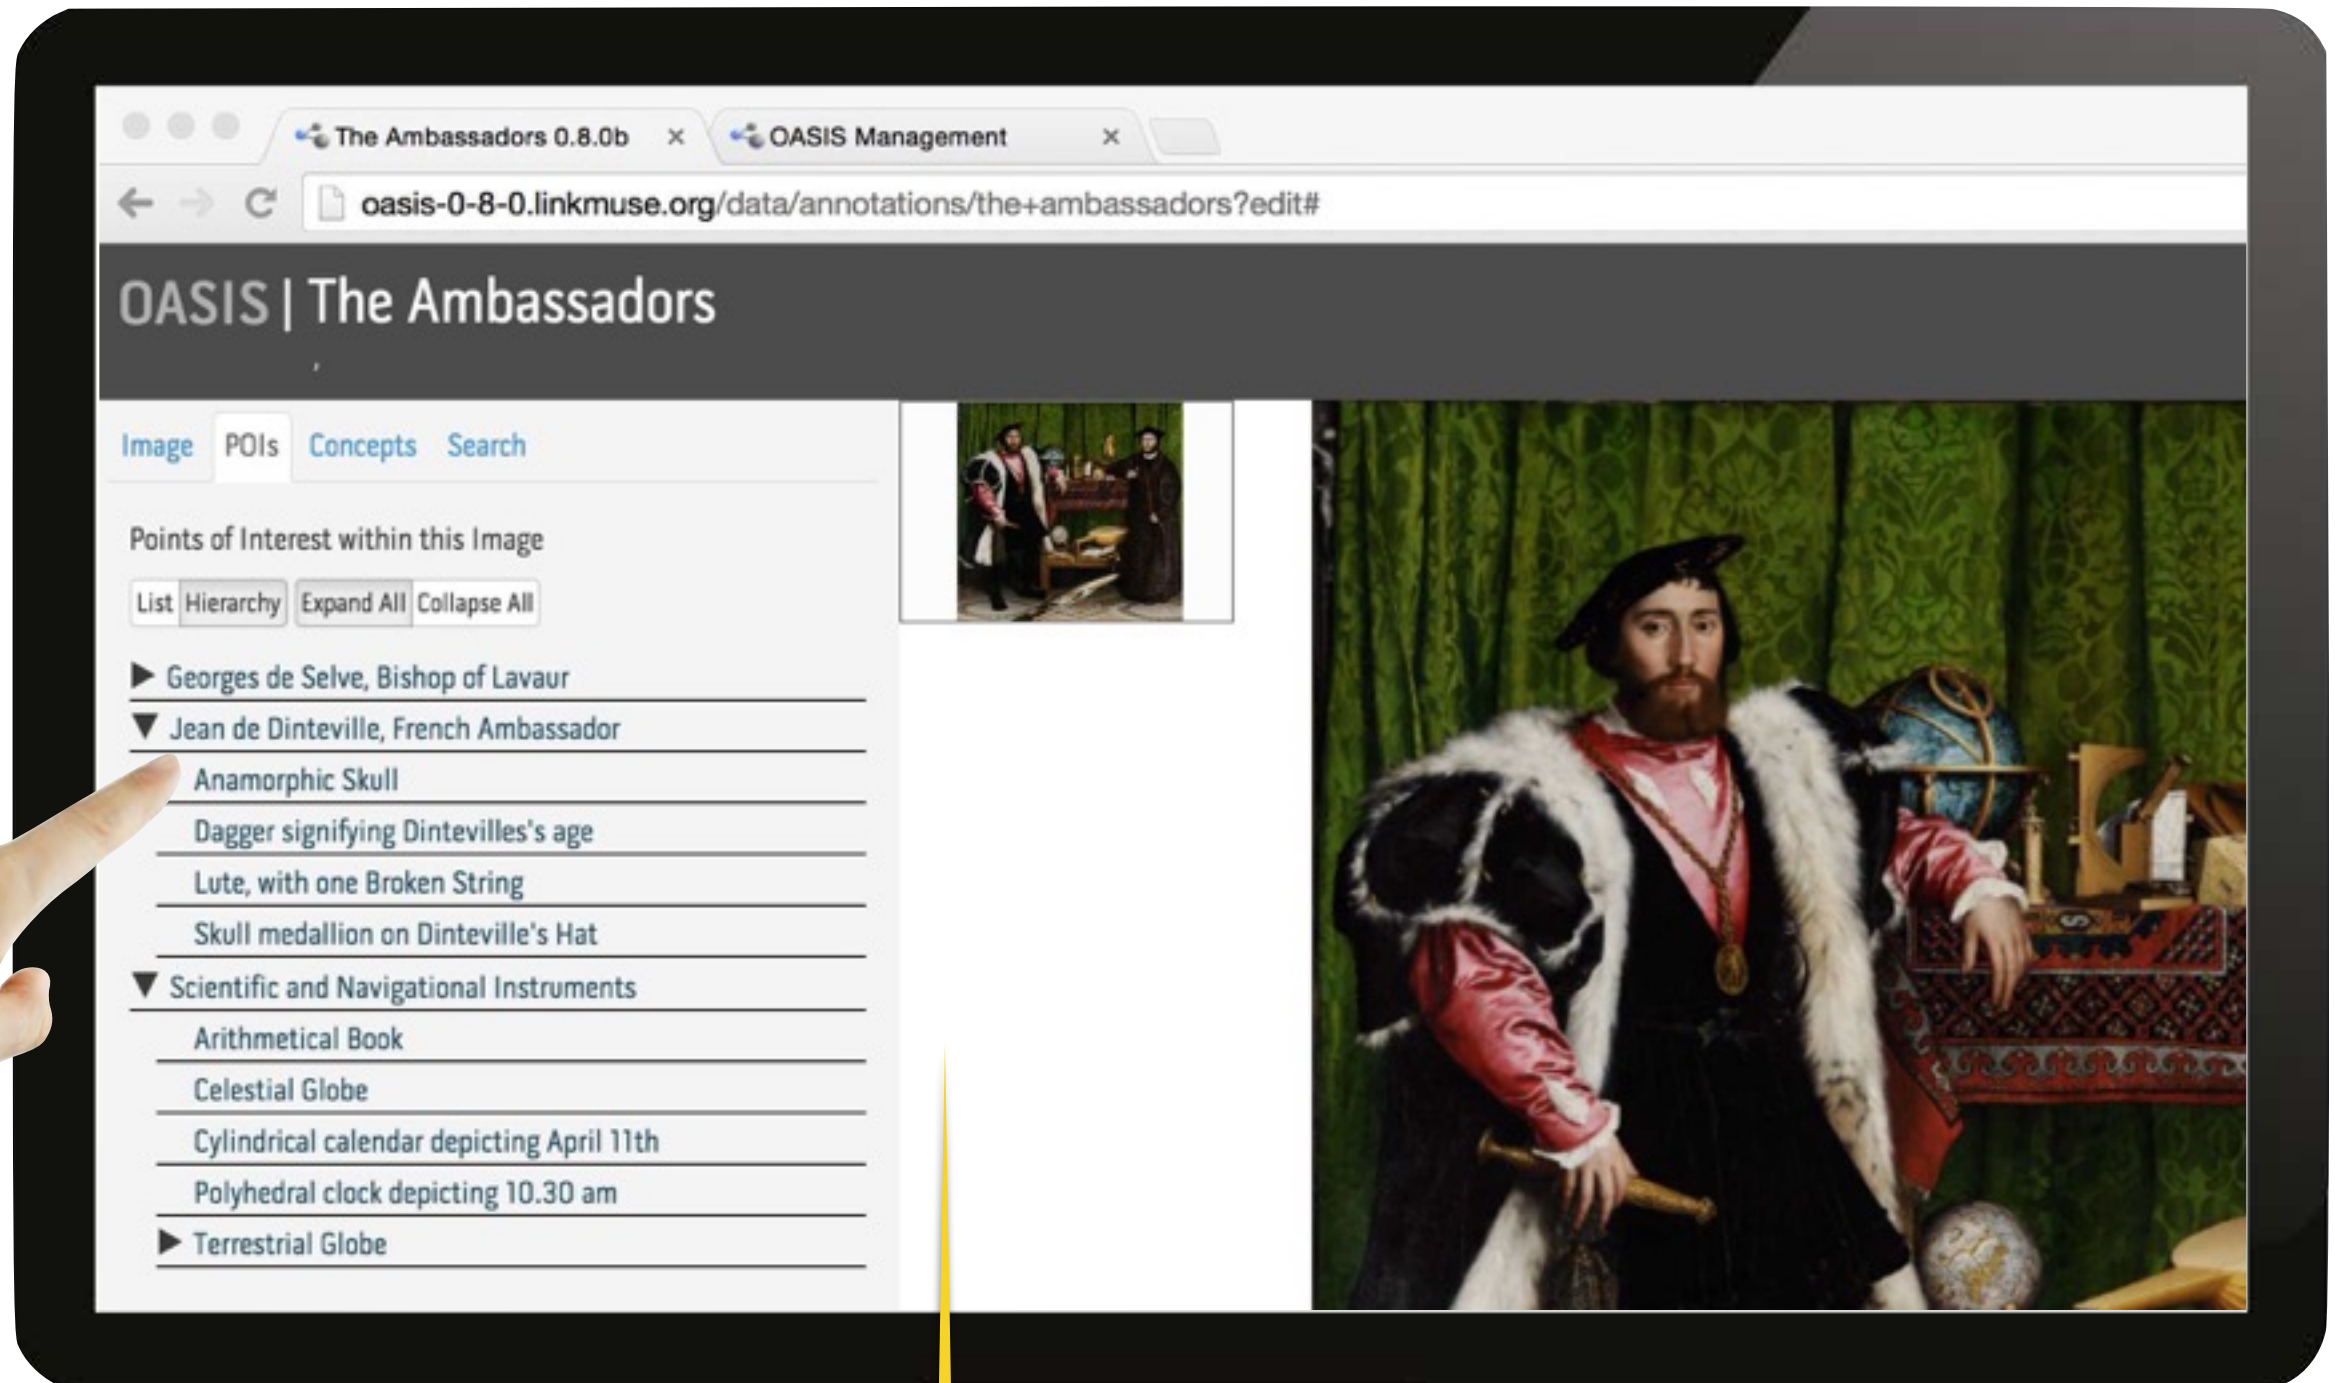 The Ambassadors 0.8.0b × OASIS Management ×
oasis-0-8-0.linkmuse.org/data/annotations/the+ambassadors?edit#
OASIS | The Ambassadors
,
Image POIs Concepts Search
Points of Interest within this Image
List Hierarchy Expand All Collapse All
Georges de Selve, Bishop of Lavaur
Jean de Dinteville, French Ambassador
Anamorphic Skull
Dagger signifying Dintevilles's age
Lute, with one Broken String
Skull medallion on Dinteville's Hat
Scientific and Navigational Instruments
Arithmetical Book
Celestial Globe
Cylindrical calendar depicting April 11th
Polyhedral clock depicting 10.30 am
Terrestrial Globe